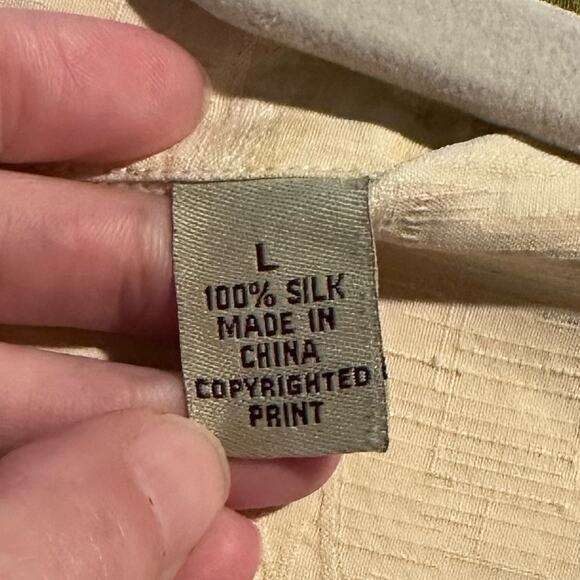 L
100% SILK
MADE IN
CHINA
COPYRIGHTED
PRINT